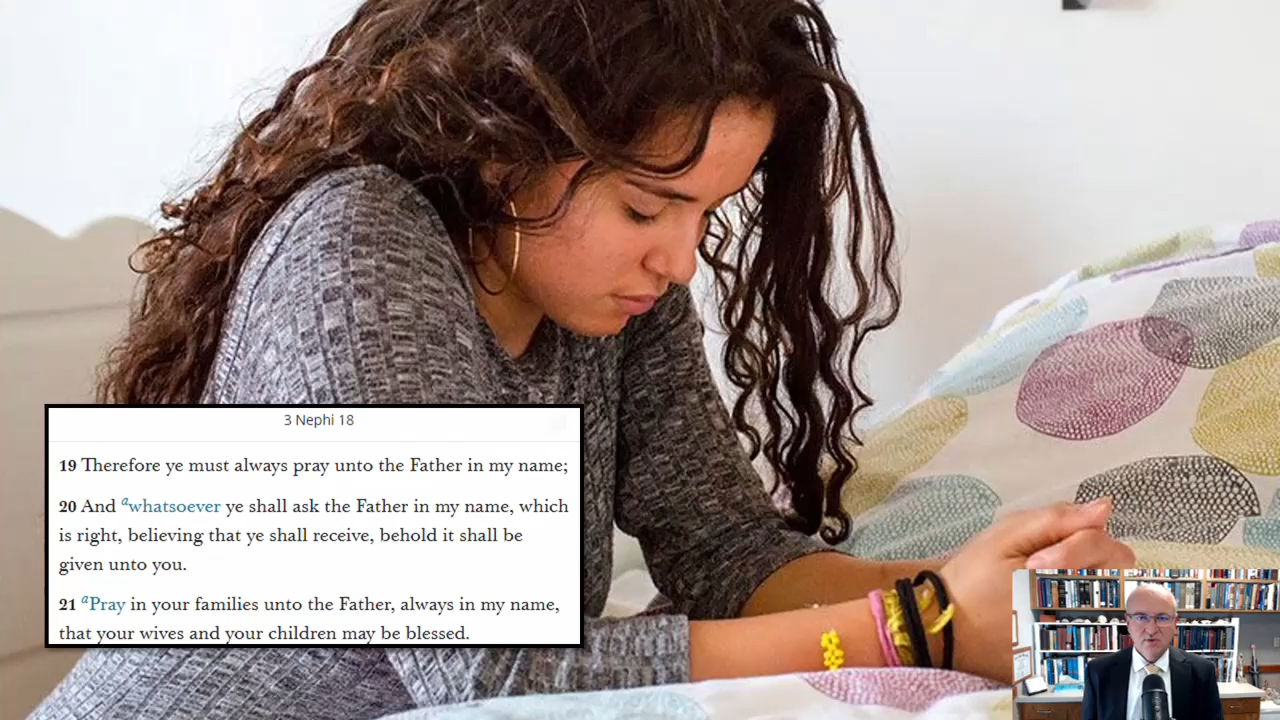 3 Nephi 18
19 Therefore ye must always pray unto the Father in my name;
20 And ᵃwhatsoever ye shall ask the Father in my name, which
is right, believing that ye shall receive, behold it shall be
given unto you.
21 ᵃPray in your families unto the Father, always in my name,
that your wives and your children may be blessed.